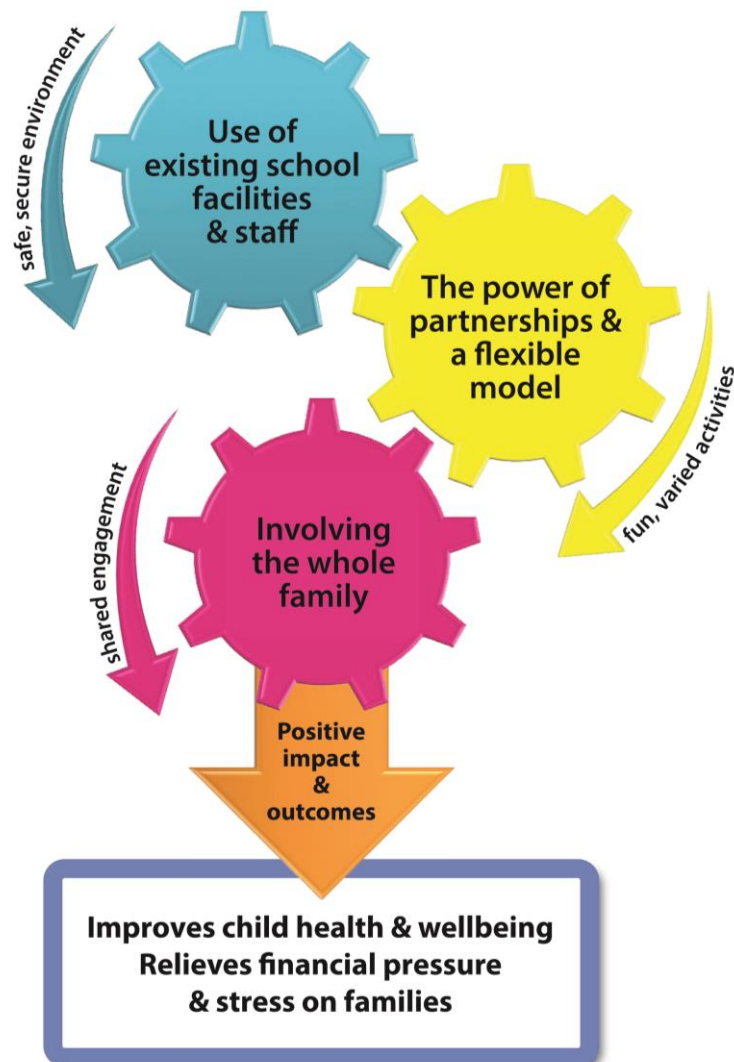 safe, secure environment
Use of
existing school
facilities
& staff
The power of
partnerships &
a flexible
model
fun, varied activities
shared engagement
Involving
the whole
family
Positive
impact
&
outcomes
Improves child health & wellbeing
Relieves financial pressure
& stress on families